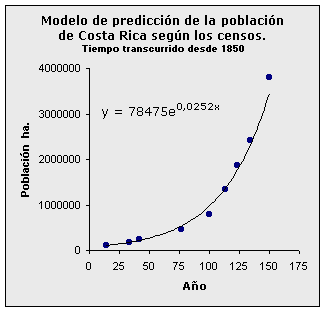 Modelo de predicción de la población
de Costa Rica según los censos.
Tiempo transcurrido desde 1850
4000000
y = 78475e^0,0252x
3000000
2000000
1000000
0
Población ha.
0 25 50 75 100 125 150 175
Año